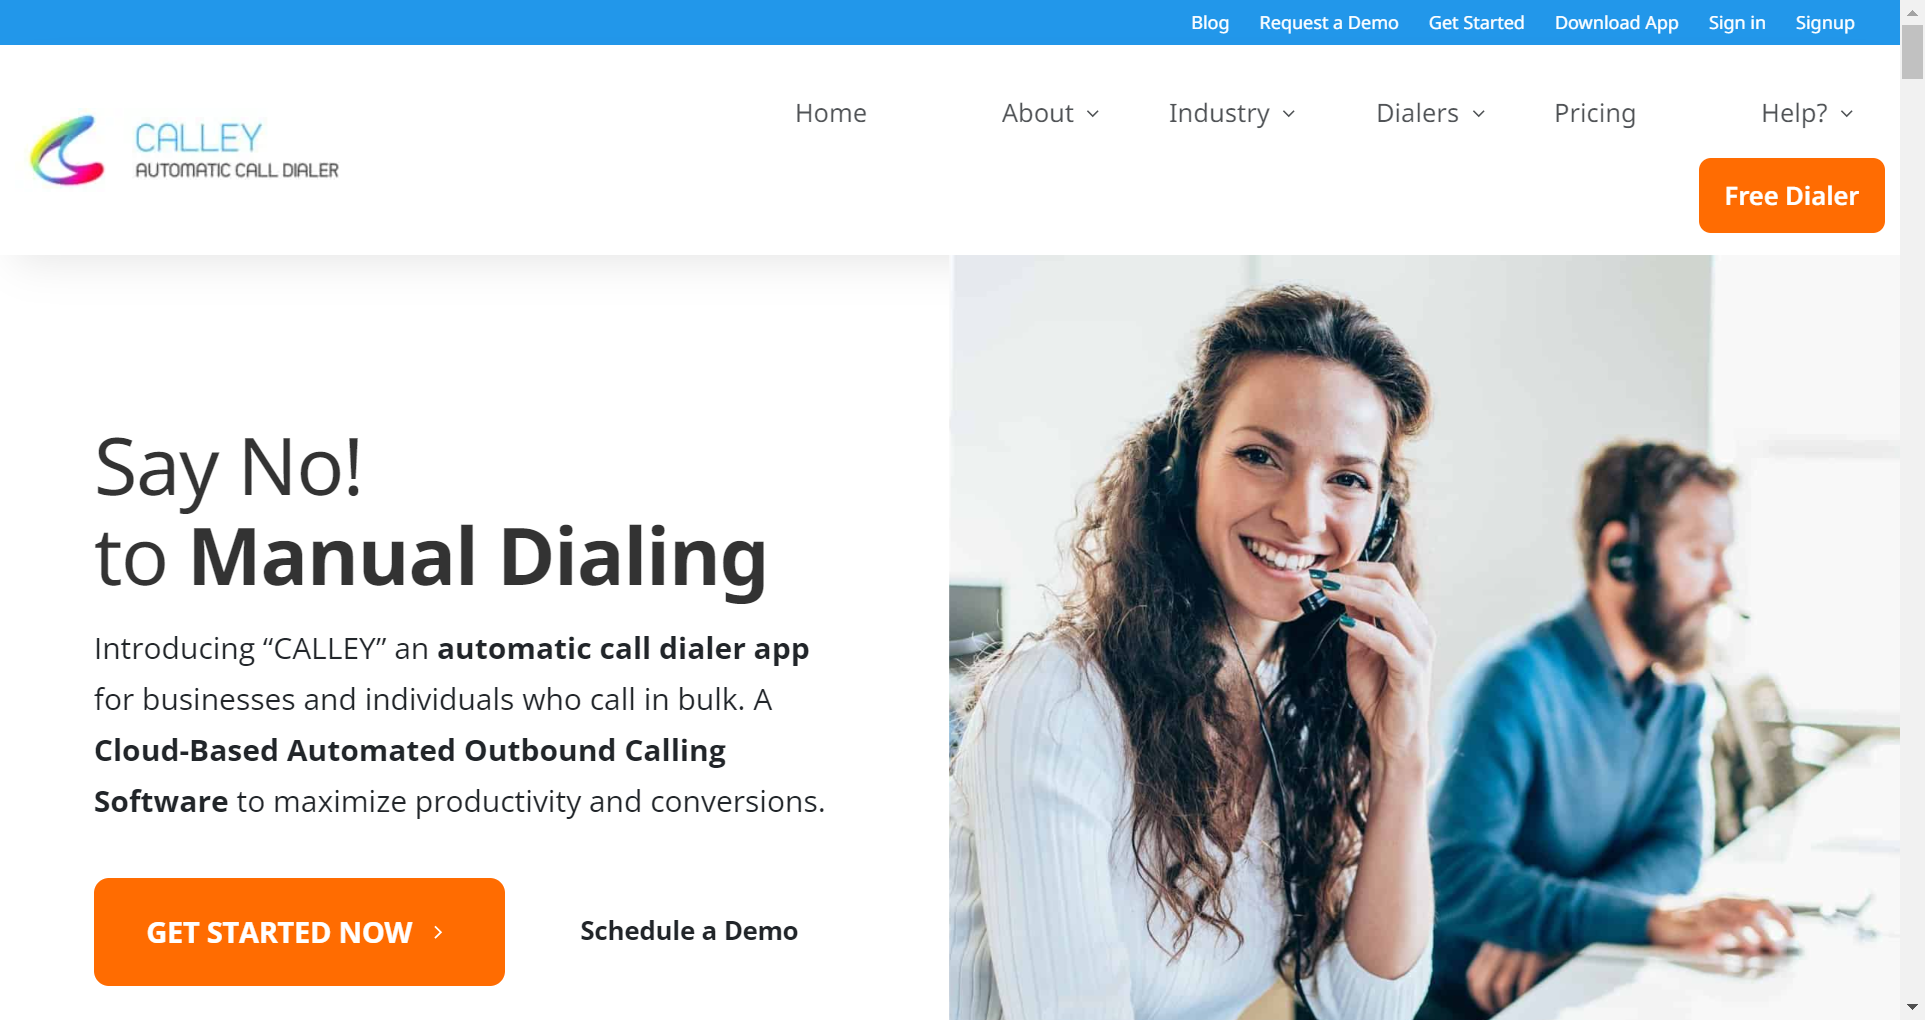 Blog Request a Demo Get Started Download App Sign in Signup
CALLEY
AUTOMATIC CALL DIALER
Home About Industry Dialers Pricing Help?
Free Dialer
Say No!
to Manual Dialing
Introducing “CALLEY” an automatic call dialer app
for businesses and individuals who call in bulk. A
Cloud-Based Automated Outbound Calling
Software to maximize productivity and conversions.
GET STARTED NOW
Schedule a Demo